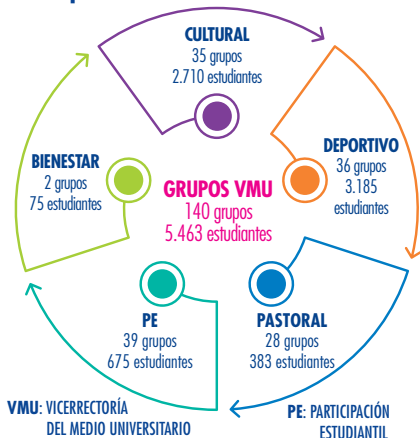 CULTURAL
35 grupos
2.710 estudiantes
DEPORTIVO
36 grupos
3.185
estudiantes
BIENESTAR
2 grupos
75 estudiantes
GRUPOS VMU
140 grupos
5.463 estudiantes
PE
39 grupos
675 estudiantes
PASTORAL
28 grupos
383 estudiantes
VMU: VICERRECTORÍA
DEL MEDIO UNIVERSITARIO
PE: PARTICIPACIÓN
ESTUDIANTIL